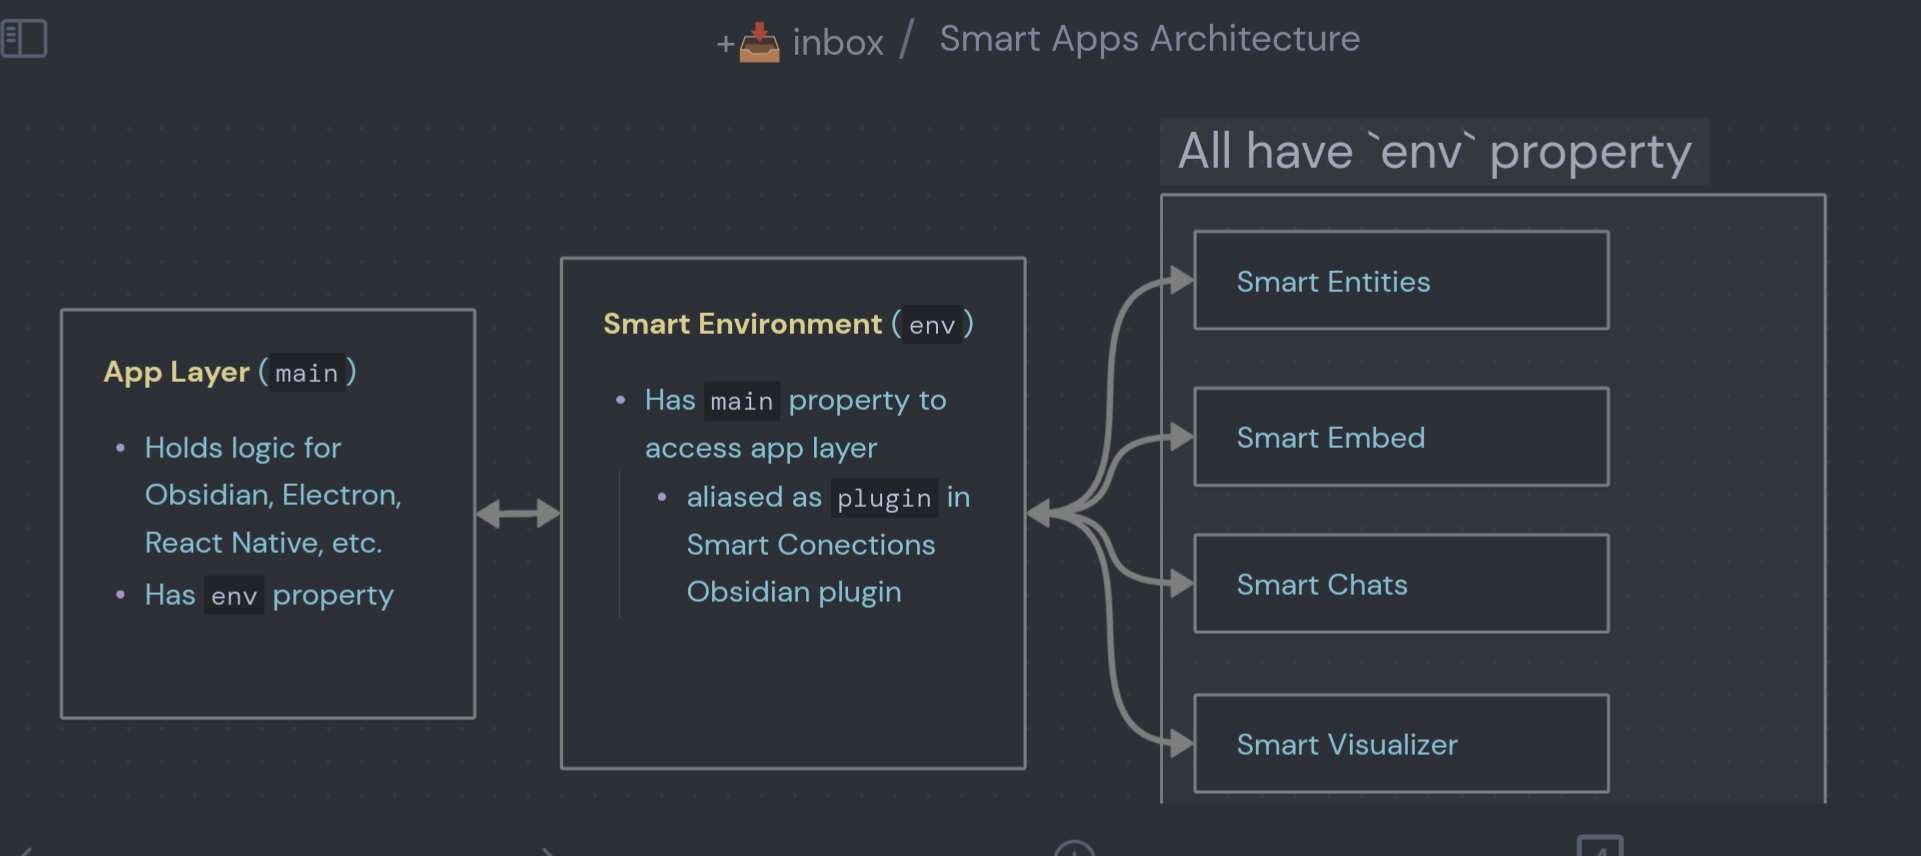 +📥 inbox / Smart Apps Architecture
All have `env` property
App Layer (main)
• Holds logic for
Obsidian, Electron,
React Native, etc.
• Has env property
Smart Environment (env)
• Has main property to
access app layer
• aliased as plugin in
Smart Conections
Obsidian plugin
Smart Entities
Smart Embed
Smart Chats
Smart Visualizer